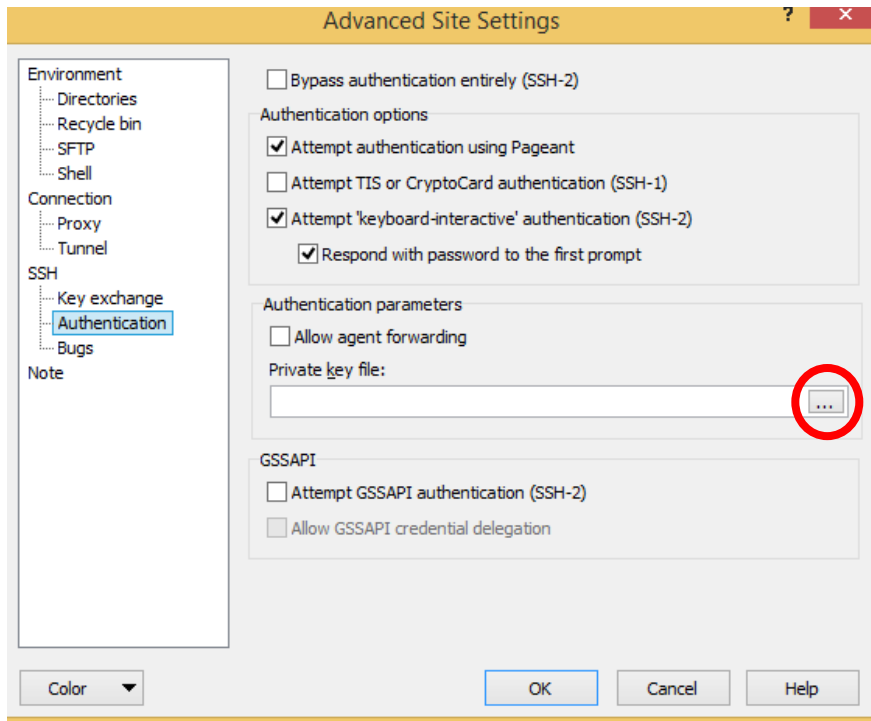 Advanced Site Settings
?
Environment
Directories
Recycle bin
SFTP
Shell
Connection
Proxy
Tunnel
SSH
Key exchange
Authentication
Bugs
Note
Bypass authentication entirely (SSH-2)
Authentication options
Attempt authentication using Pageant
Attempt TIS or CryptoCard authentication (SSH-1)
Attempt 'keyboard-interactive' authentication (SSH-2)
Respond with password to the first prompt
Authentication parameters
Allow agent forwarding
Private key file:
...
GSSAPI
Attempt GSSAPI authentication (SSH-2)
Allow GSSAPI credential delegation
Color
OK
Cancel
Help